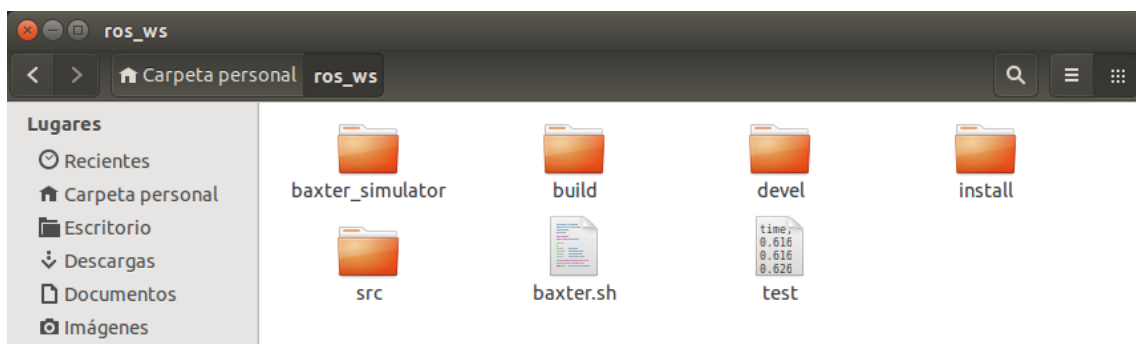 ros_ws
Carpeta personal ros_ws
Lugares
Recientes
Carpeta personal
Escritorio
Descargas
Documentos
Imágenes
baxter_simulator build devel install
time,
0.616
0.616
0.626
src baxter.sh test